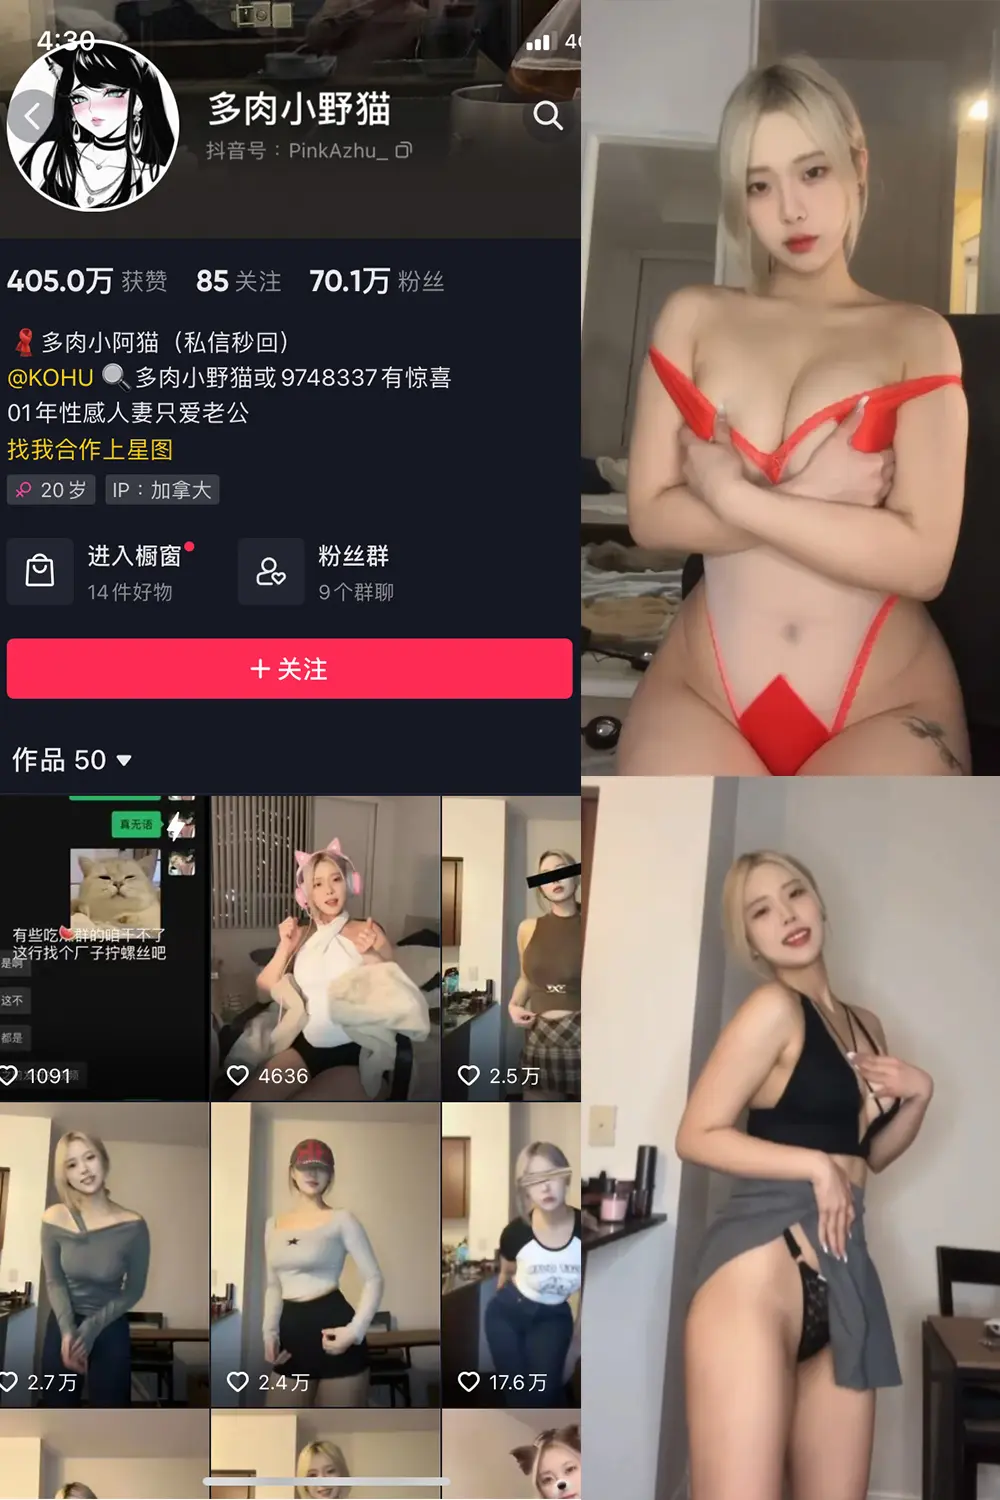 4:30
4G
多肉小野猫
抖音号：PinkAzhu_
405.0万 获赞 85 关注 70.1万 粉丝
多肉小阿猫（私信秒回）
@KOHU 多肉小野猫或9748337有惊喜
01年性感人妻只爱老公
找我合作上星图
20岁 IP：加拿大
进入橱窗 粉丝群
14件好物 9个群聊
+ 关注
作品 50
真无语
有些吃瓜群的咱干不了
这行找个厂子拧螺丝吧
是啊
这不
都是
1091 4636 2.5万
2.7万 2.4万 17.6万